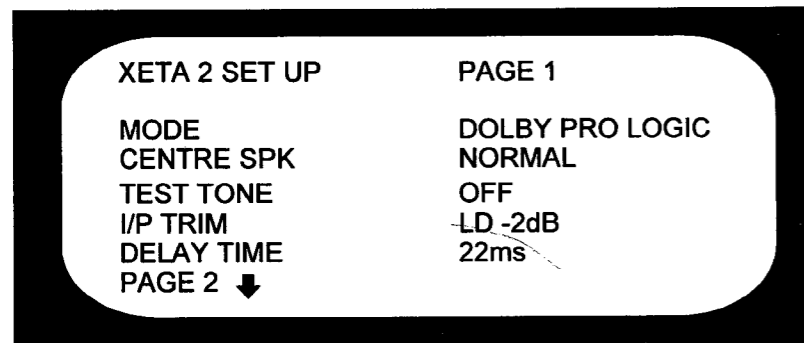 XETA 2 SET UP PAGE 1
MODE DOLBY PRO LOGIC
CENTRE SPK NORMAL
TEST TONE OFF
I/P TRIM LD -2dB
DELAY TIME 22ms
PAGE 2 ⬇